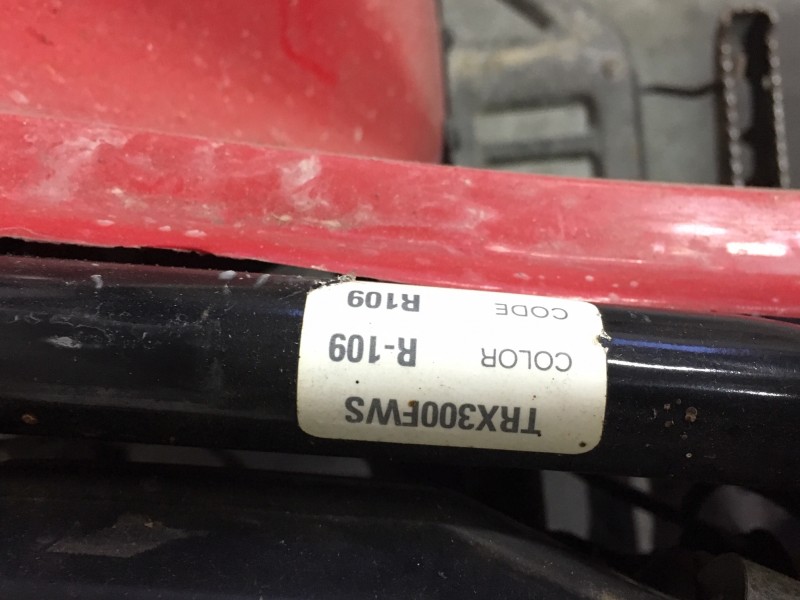 TRX300FWS
COLOR R-109
CODE R109